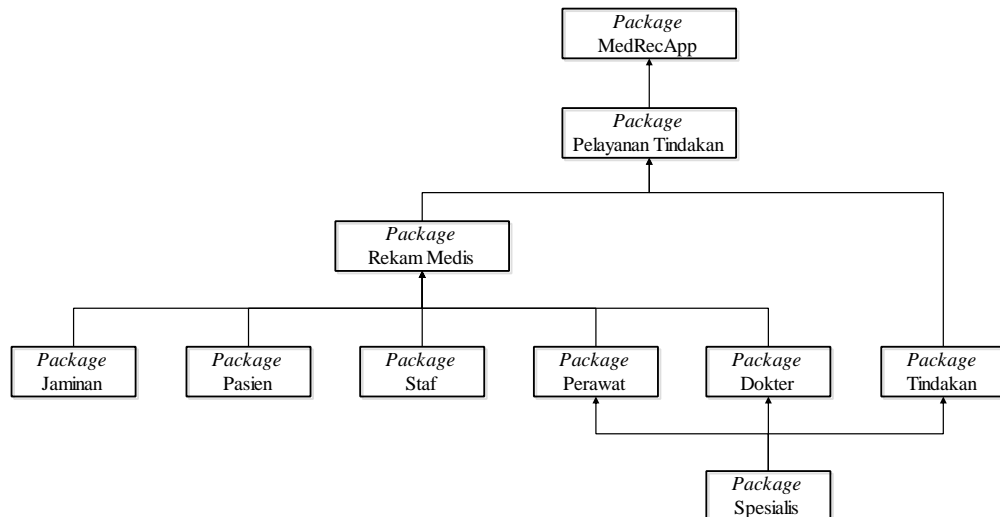 Package
MedRecApp
Package
Pelayanan Tindakan
Package
Rekam Medis
Package
Jaminan
Package
Pasien
Package
Staf
Package
Perawat
Package
Dokter
Package
Tindakan
Package
Spesialis